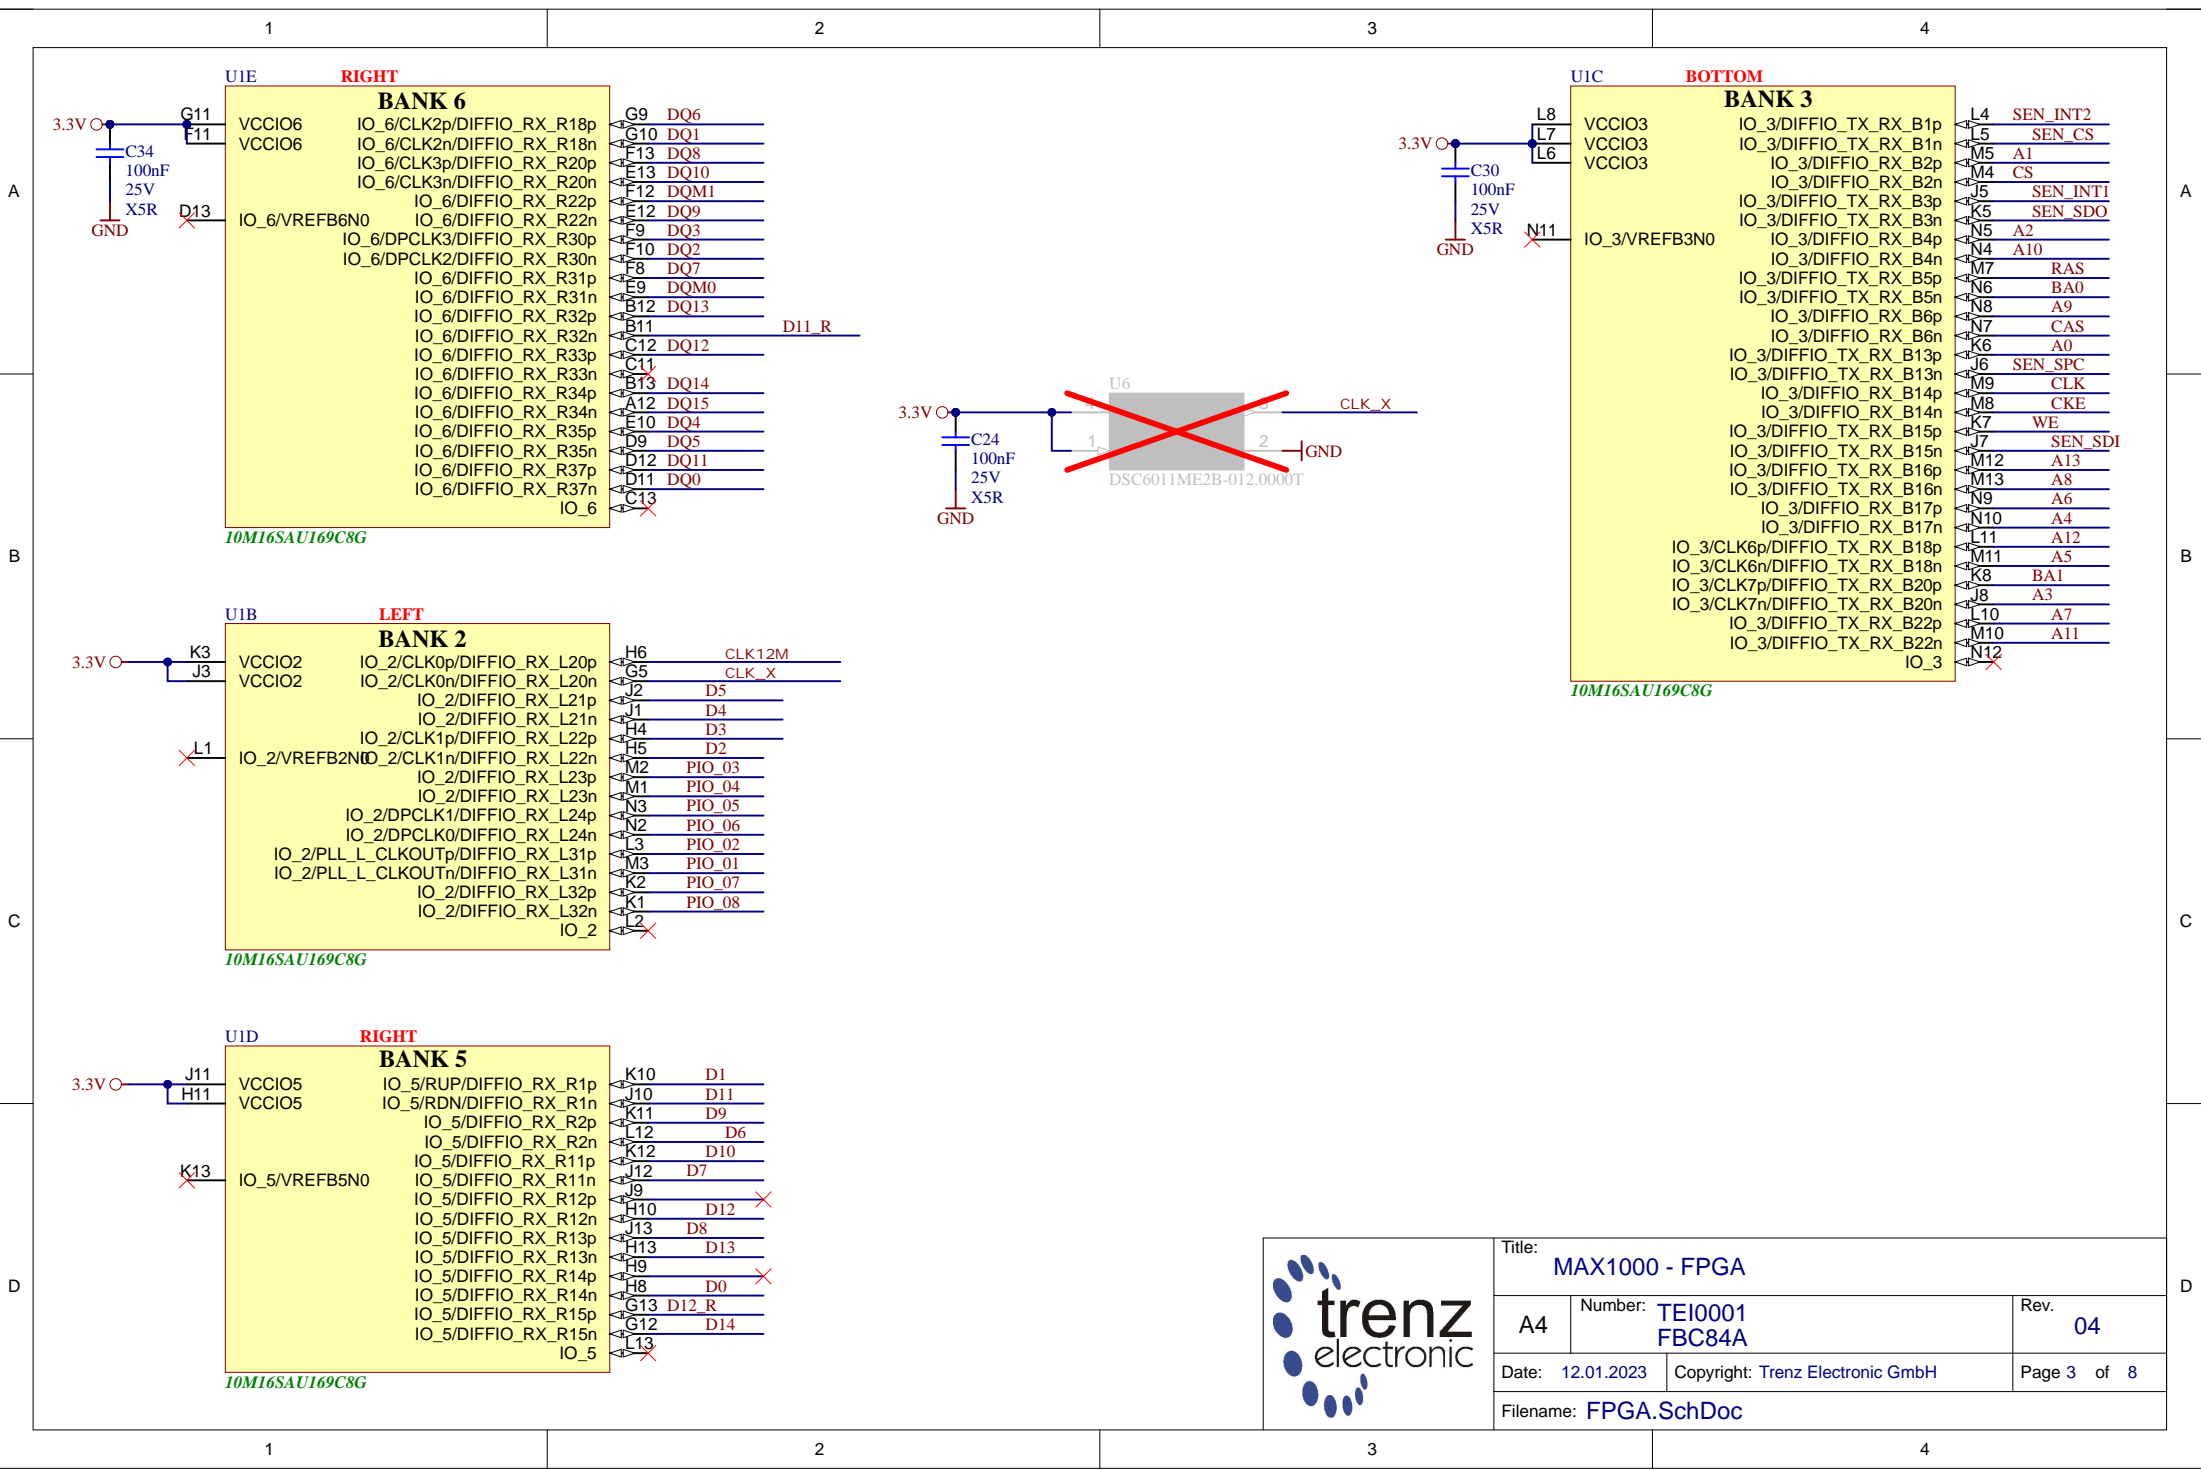 1 2 3 4
A A
B B
C C
D D
U1E RIGHT
BANK 6
3.3V
G11 VCCIO6
F11 VCCIO6
C34
100nF
25V
X5R
GND
D13 IO_6/VREFB6N0
IO_6/CLK2p/DIFFIO_RX_R18p G9 DQ6
IO_6/CLK2n/DIFFIO_RX_R18n G10 DQ1
IO_6/CLK3p/DIFFIO_RX_R20p F13 DQ8
IO_6/CLK3n/DIFFIO_RX_R20n E13 DQ10
IO_6/DIFFIO_RX_R22p F12 DQM1
IO_6/DIFFIO_RX_R22n E12 DQ9
IO_6/DPCLK3/DIFFIO_RX_R30p F9 DQ3
IO_6/DPCLK2/DIFFIO_RX_R30n F10 DQ2
IO_6/DIFFIO_RX_R31p F8 DQ7
IO_6/DIFFIO_RX_R31n E9 DQM0
IO_6/DIFFIO_RX_R32p B12 DQ13
IO_6/DIFFIO_RX_R32n B11 D11_R
IO_6/DIFFIO_RX_R33p C12 DQ12
IO_6/DIFFIO_RX_R33n C11
IO_6/DIFFIO_RX_R34p B13 DQ14
IO_6/DIFFIO_RX_R34n A12 DQ15
IO_6/DIFFIO_RX_R35p E10 DQ4
IO_6/DIFFIO_RX_R35n D9 DQ5
IO_6/DIFFIO_RX_R37p D12 DQ11
IO_6/DIFFIO_RX_R37n D11 DQ0
IO_6 C13
10M16SAU169C8G
U6
3.3V
1
2
CLK_X
GND
C24
100nF
25V
X5R
GND
DSC6011ME2B-012.0000T
U1C BOTTOM
BANK 3
3.3V
L8 VCCIO3
L7 VCCIO3
L6 VCCIO3
C30
100nF
25V
X5R
GND
N11 IO_3/VREFB3N0
IO_3/DIFFIO_TX_RX_B1p L4 SEN_INT2
IO_3/DIFFIO_TX_RX_B1n L5 SEN_CS
IO_3/DIFFIO_RX_B2p M5 A1
IO_3/DIFFIO_RX_B2n M4 CS
IO_3/DIFFIO_TX_RX_B3p J5 SEN_INT1
IO_3/DIFFIO_TX_RX_B3n K5 SEN_SDO
IO_3/DIFFIO_RX_B4p N5 A2
IO_3/DIFFIO_RX_B4n N4 A10
IO_3/DIFFIO_TX_RX_B5p M7 RAS
IO_3/DIFFIO_TX_RX_B5n N6 BA0
IO_3/DIFFIO_RX_B6p N8 A9
IO_3/DIFFIO_RX_B6n N7 CAS
IO_3/DIFFIO_TX_RX_B13p K6 A0
IO_3/DIFFIO_TX_RX_B13n J6 SEN_SPC
IO_3/DIFFIO_RX_B14p M9 CLK
IO_3/DIFFIO_RX_B14n M8 CKE
IO_3/DIFFIO_TX_RX_B15p K7 WE
IO_3/DIFFIO_TX_RX_B15n J7 SEN_SDI
IO_3/DIFFIO_TX_RX_B16p M12 A13
IO_3/DIFFIO_TX_RX_B16n M13 A8
IO_3/DIFFIO_RX_B17p N9 A6
IO_3/DIFFIO_RX_B17n N10 A4
IO_3/CLK6p/DIFFIO_TX_RX_B18p L11 A12
IO_3/CLK6n/DIFFIO_TX_RX_B18n M11 A5
IO_3/CLK7p/DIFFIO_TX_RX_B20p K8 BA1
IO_3/CLK7n/DIFFIO_TX_RX_B20n J8 A3
IO_3/DIFFIO_TX_RX_B22p L10 A7
IO_3/DIFFIO_TX_RX_B22n M10 A11
IO_3 N12
10M16SAU169C8G
U1B LEFT
BANK 2
3.3V
K3 VCCIO2
J3 VCCIO2
L1 IO_2/VREFB2N0
IO_2/CLK0p/DIFFIO_RX_L20p H6 CLK12M
IO_2/CLK0n/DIFFIO_RX_L20n G5 CLK_X
IO_2/DIFFIO_RX_L21p J2 D5
IO_2/DIFFIO_RX_L21n J1 D4
IO_2/CLK1p/DIFFIO_RX_L22p H4 D3
IO_2/CLK1n/DIFFIO_RX_L22n H5 D2
IO_2/DIFFIO_RX_L23p M2 PIO_03
IO_2/DIFFIO_RX_L23n M1 PIO_04
IO_2/DPCLK1/DIFFIO_RX_L24p N3 PIO_05
IO_2/DPCLK0/DIFFIO_RX_L24n N2 PIO_06
IO_2/PLL_L_CLKOUTp/DIFFIO_RX_L31p L3 PIO_02
IO_2/PLL_L_CLKOUTn/DIFFIO_RX_L31n M3 PIO_01
IO_2/DIFFIO_RX_L32p K2 PIO_07
IO_2/DIFFIO_RX_L32n K1 PIO_08
IO_2 L2
10M16SAU169C8G
U1D RIGHT
BANK 5
3.3V
J11 VCCIO5
H11 VCCIO5
K13 IO_5/VREFB5N0
IO_5/RUP/DIFFIO_RX_R1p K10 D1
IO_5/RDN/DIFFIO_RX_R1n J10 D11
IO_5/DIFFIO_RX_R2p K11 D9
IO_5/DIFFIO_RX_R2n L12 D6
IO_5/DIFFIO_RX_R11p K12 D10
IO_5/DIFFIO_RX_R11n J12 D7
IO_5/DIFFIO_RX_R12p J9
IO_5/DIFFIO_RX_R12n H10 D12
IO_5/DIFFIO_RX_R13p J13 D8
IO_5/DIFFIO_RX_R13n H13 D13
IO_5/DIFFIO_RX_R14p H9
IO_5/DIFFIO_RX_R14n H8 D0
IO_5/DIFFIO_RX_R15p G13 D12_R
IO_5/DIFFIO_RX_R15n G12 D14
IO_5 L13
10M16SAU169C8G
trenz
electronic
Title:
MAX1000 - FPGA
A4 Number: TEI0001
FBC84A
Rev.
04
Date: 12.01.2023 Copyright: Trenz Electronic GmbH Page 3 of 8
Filename: FPGA.SchDoc
1 2 3 4